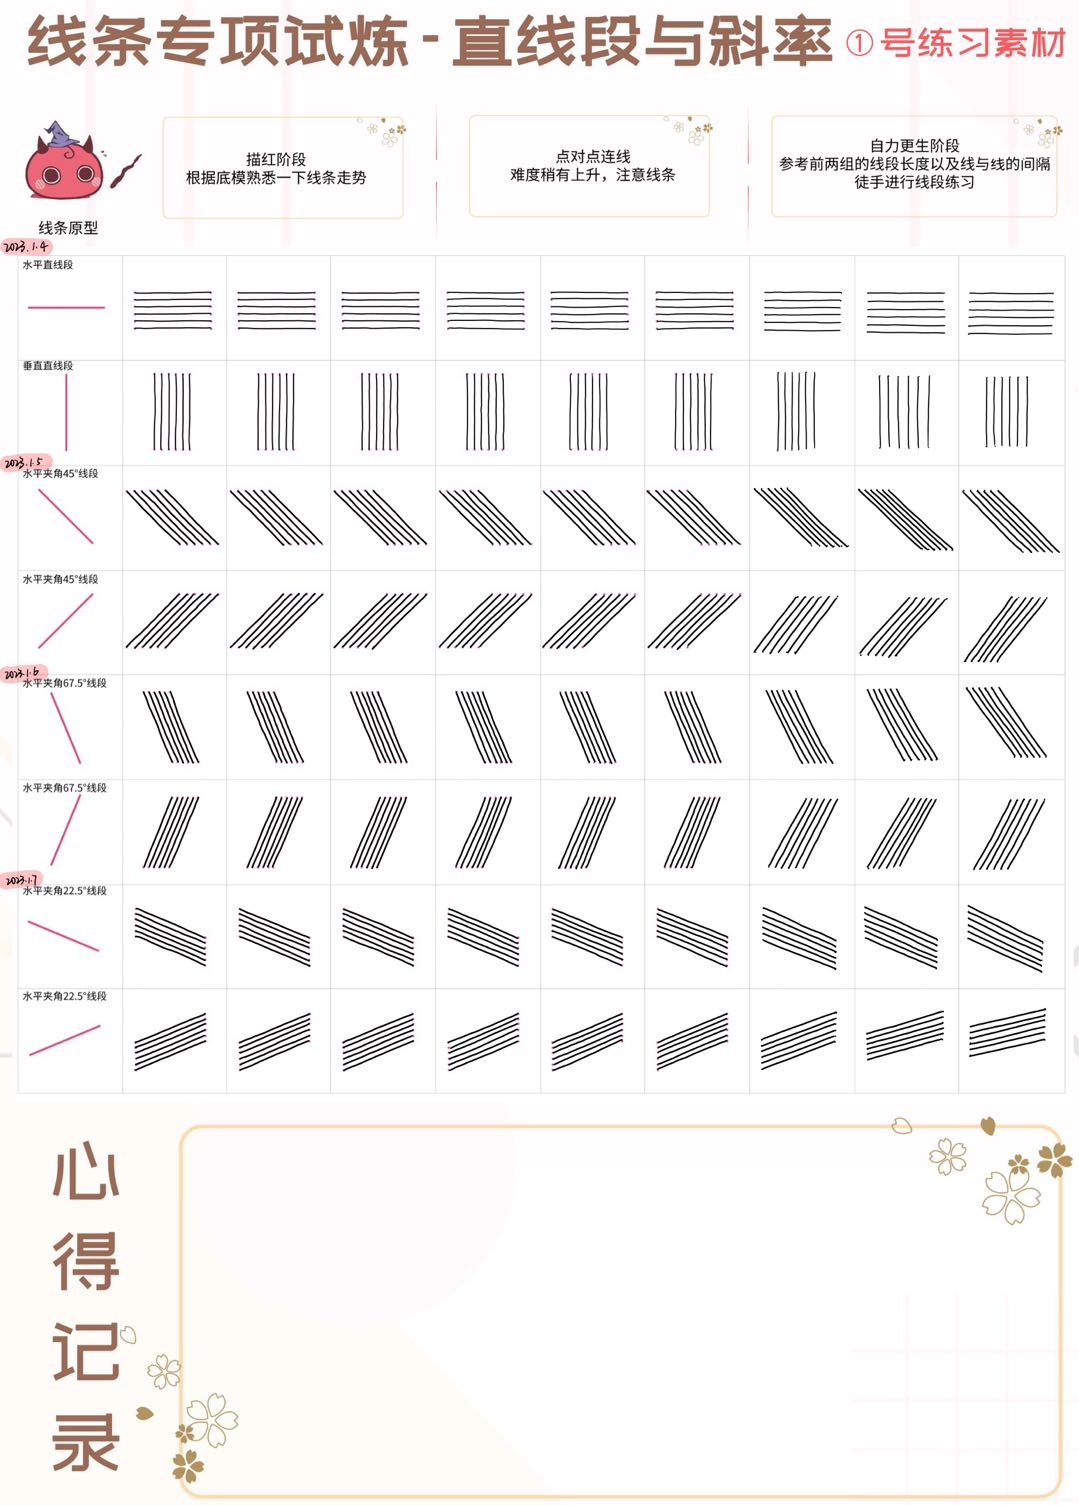 线条专项试炼-直线段与斜率 ①号练习素材
线条原型
描红阶段
根据底模熟悉一下线条走势
点对点连线
难度稍有上升，注意线条
自力更生阶段
参考前两组的线段长度以及线与线的间隔
徒手进行线段练习
2023.1.4
水平直线段
垂直直线段
2023.1.5
水平夹角45°线段
水平夹角45°线段
2023.1.6
水平夹角67.5°线段
水平夹角67.5°线段
2023.1.7
水平夹角22.5°线段
水平夹角22.5°线段
心
得
记
录